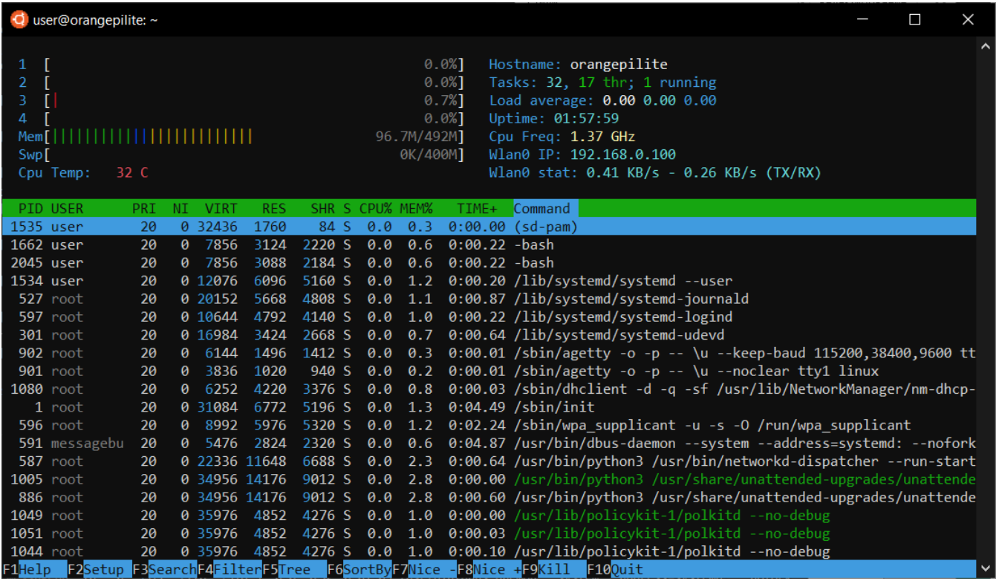 user@orangepilite: ~
1 [ 0.0%] Hostname: orangepilite
2 [ 0.0%] Tasks: 32, 17 thr; 1 running
3 [| 0.7%] Load average: 0.00 0.00 0.00
4 [ 0.0%] Uptime: 01:57:59
Mem[||||||||||||||||||||||||| 96.7M/492M] Cpu Freq: 1.37 GHz
Swp[ 0K/400M] Wlan0 IP: 192.168.0.100
Cpu Temp: 32 C Wlan0 stat: 0.41 KB/s - 0.26 KB/s (TX/RX)
PID USER PRI NI VIRT RES SHR S CPU% MEM% TIME+ Command
1535 user 20 0 32436 1760 84 S 0.0 0.3 0:00.00 (sd-pam)
1662 user 20 0 7856 3124 2220 S 0.0 0.6 0:00.22 -bash
2045 user 20 0 7856 3088 2184 S 0.0 0.6 0:00.22 -bash
1534 user 20 0 12076 6096 5160 S 0.0 1.2 0:00.20 /lib/systemd/systemd --user
527 root 20 0 20152 5668 4808 S 0.0 1.1 0:00.87 /lib/systemd/systemd-journald
597 root 20 0 10644 4792 4140 S 0.0 1.0 0:00.22 /lib/systemd/systemd-logind
301 root 20 0 16984 3424 2668 S 0.0 0.7 0:00.64 /lib/systemd/systemd-udevd
902 root 20 0 6144 1496 1412 S 0.0 0.3 0:00.01 /sbin/agetty -o -p -- \u --keep-baud 115200,38400,9600 tt
901 root 20 0 3836 1020 940 S 0.0 0.2 0:00.01 /sbin/agetty -o -p -- \u --noclear tty1 linux
1080 root 20 0 6252 4220 3376 S 0.0 0.8 0:00.03 /sbin/dhclient -d -q -sf /usr/lib/NetworkManager/nm-dhcp-
1 root 20 0 31084 6772 5196 S 0.0 1.3 0:04.49 /sbin/init
596 root 20 0 8992 5976 5320 S 0.0 1.2 0:02.24 /sbin/wpa_supplicant -u -s -O /run/wpa_supplicant
591 messagebu 20 0 5476 2824 2320 S 0.0 0.6 0:04.87 /usr/bin/dbus-daemon --system --address=systemd: --nofork
587 root 20 0 22336 11648 6688 S 0.0 2.3 0:00.64 /usr/bin/python3 /usr/bin/networkd-dispatcher --run-start
1005 root 20 0 34956 14176 9012 S 0.0 2.8 0:00.00 /usr/bin/python3 /usr/share/unattended-upgrades/unattende
886 root 20 0 34956 14176 9012 S 0.0 2.8 0:00.60 /usr/bin/python3 /usr/share/unattended-upgrades/unattende
1049 root 20 0 35976 4852 4276 S 0.0 1.0 0:00.00 /usr/lib/policykit-1/polkitd --no-debug
1051 root 20 0 35976 4852 4276 S 0.0 1.0 0:00.03 /usr/lib/policykit-1/polkitd --no-debug
1044 root 20 0 35976 4852 4276 S 0.0 1.0 0:00.10 /usr/lib/policykit-1/polkitd --no-debug
F1Help F2Setup F3SearchF4FilterF5Tree F6SortByF7Nice -F8Nice +F9Kill F10Quit